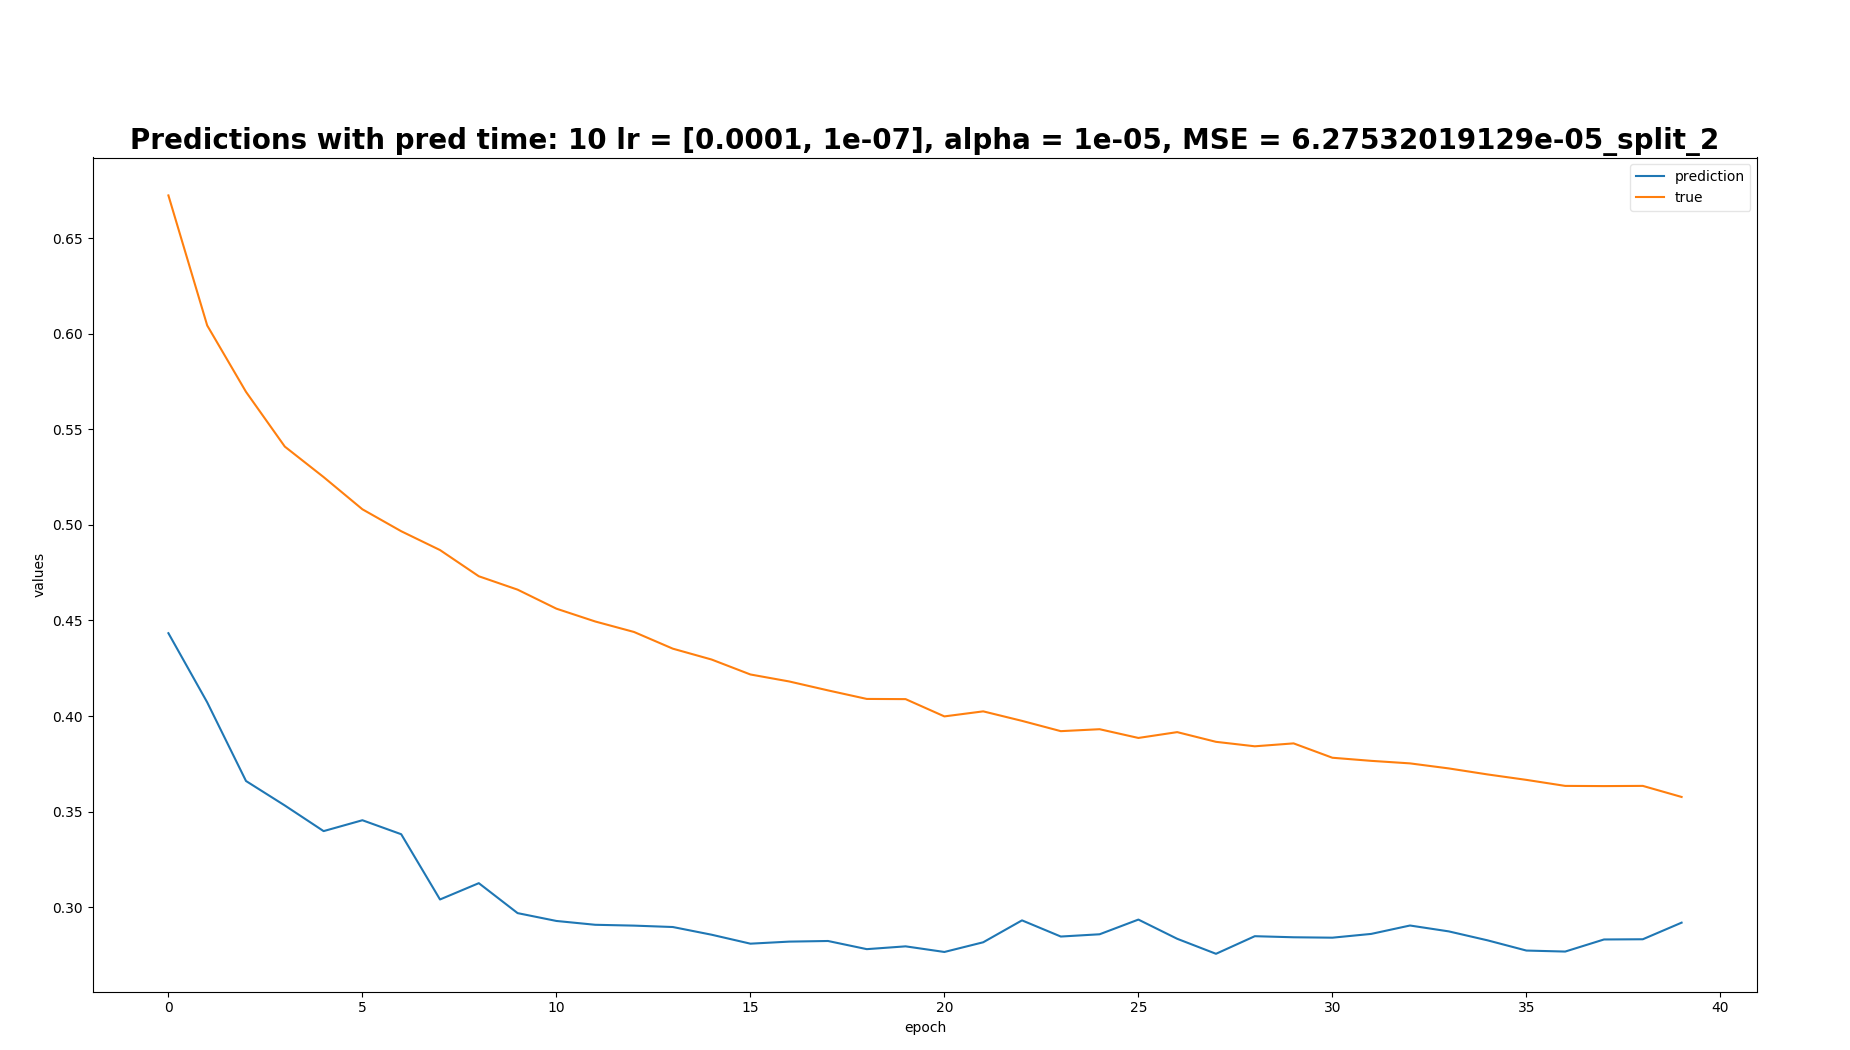 Predictions with pred time: 10 lr = [0.0001, 1e-07], alpha = 1e-05, MSE = 6.27532019129e-05_split_2
prediction
true
0.65
0.60
0.55
0.50
0.45
0.40
0.35
0.30
values
0 5 10 15 20 25 30 35 40
epoch